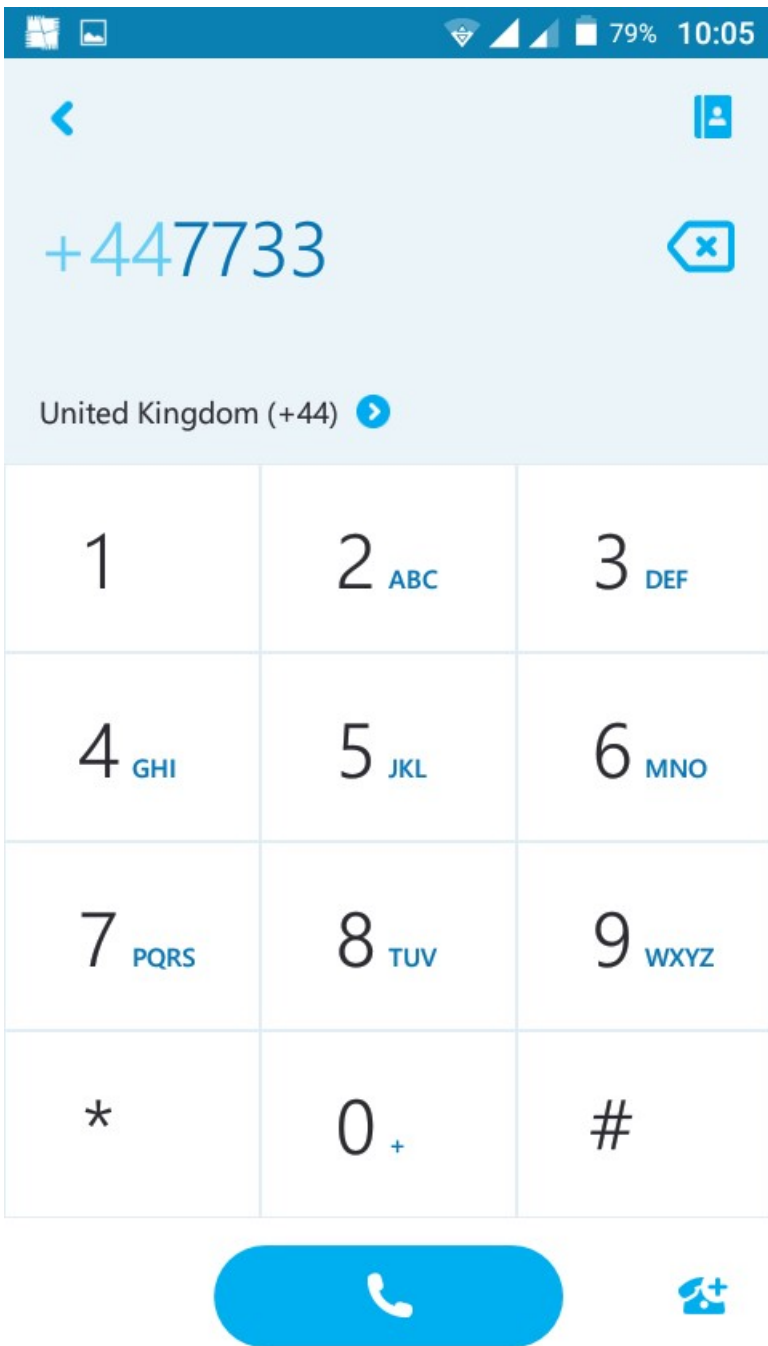 79% 10:05
+447733
United Kingdom (+44)
1 2 ABC 3 DEF
4 GHI 5 JKL 6 MNO
7 PQRS 8 TUV 9 WXYZ
* 0 + #